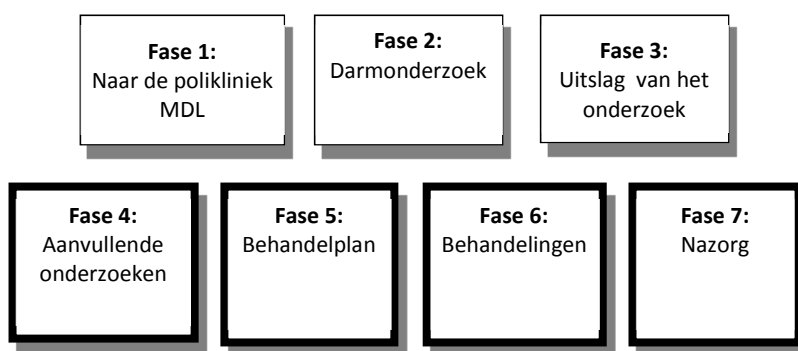 Fase 1:
Naar de polikliniek
MDL
Fase 2:
Darmonderzoek
Fase 3:
Uitslag van het
onderzoek
Fase 4:
Aanvullende
onderzoeken
Fase 5:
Behandelplan
Fase 6:
Behandelingen
Fase 7:
Nazorg